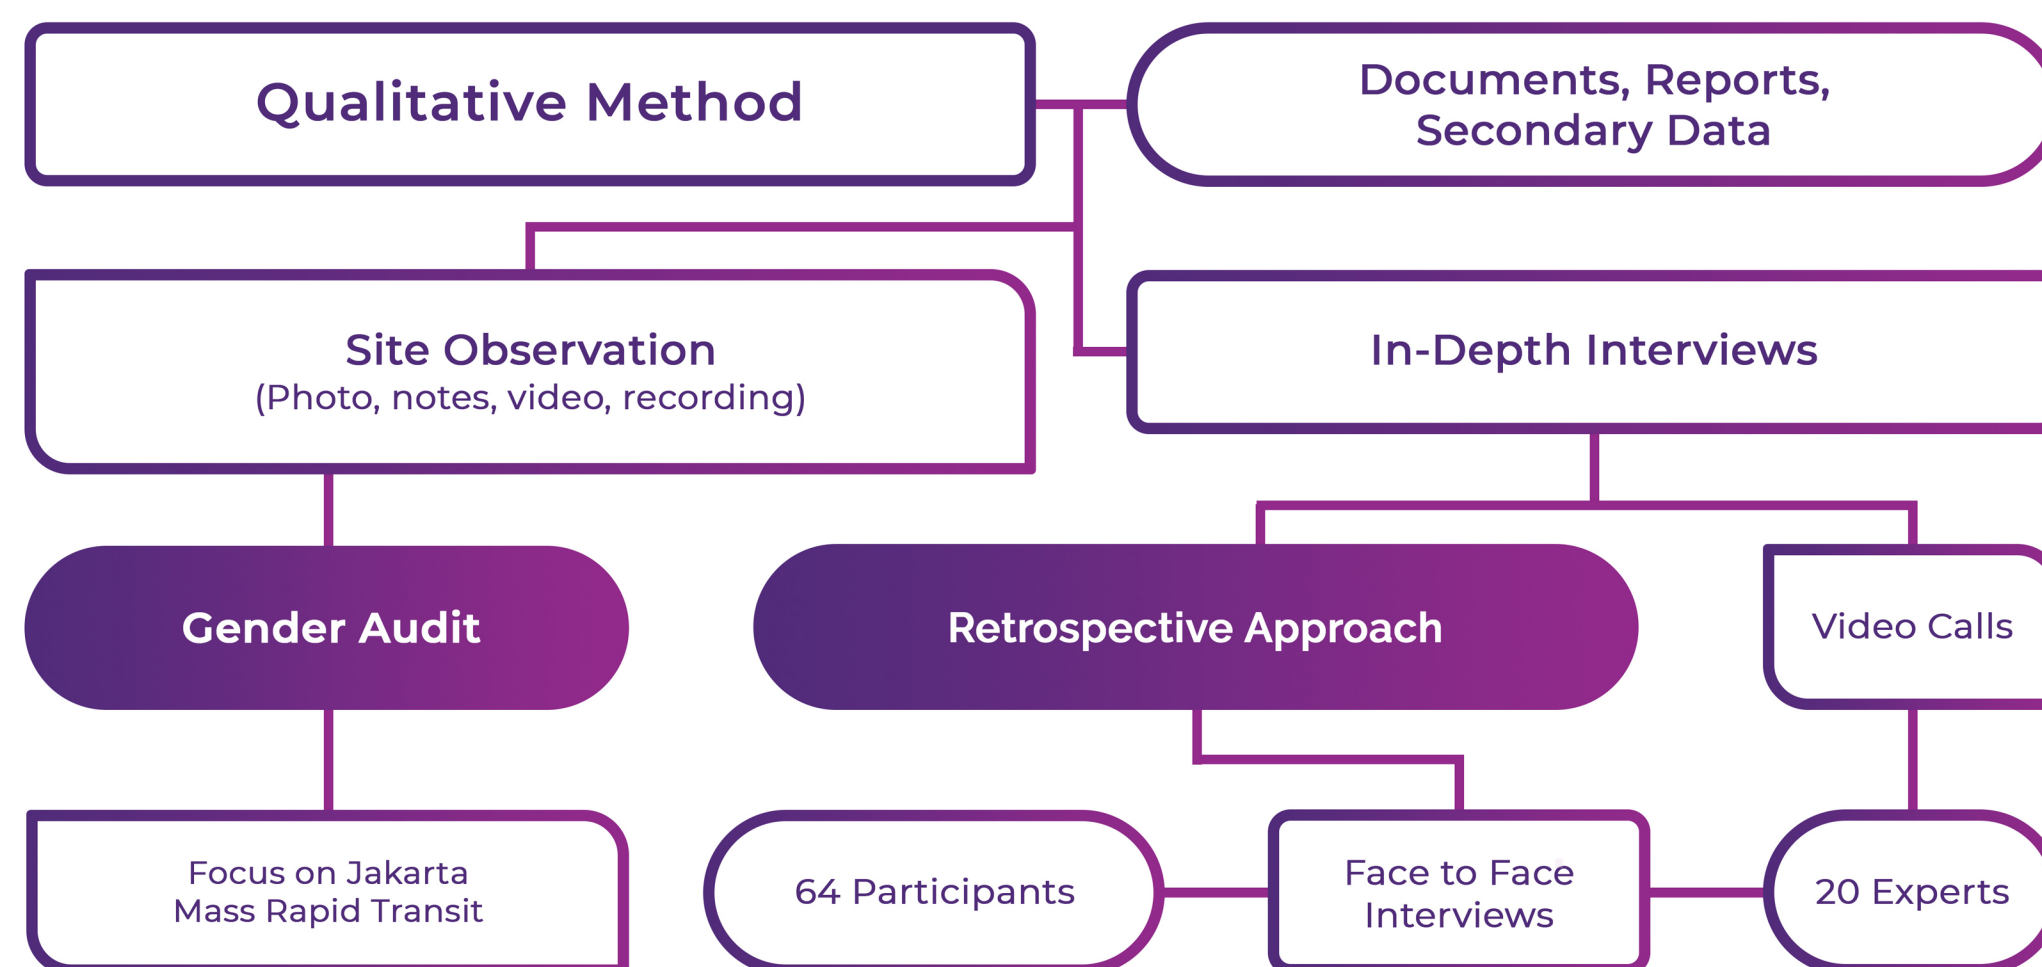 Qualitative Method
Documents, Reports,
Secondary Data
Site Observation
(Photo, notes, video, recording)
In-Depth Interviews
Gender Audit
Retrospective Approach
Video Calls
Focus on Jakarta
Mass Rapid Transit
64 Participants
Face to Face
Interviews
20 Experts